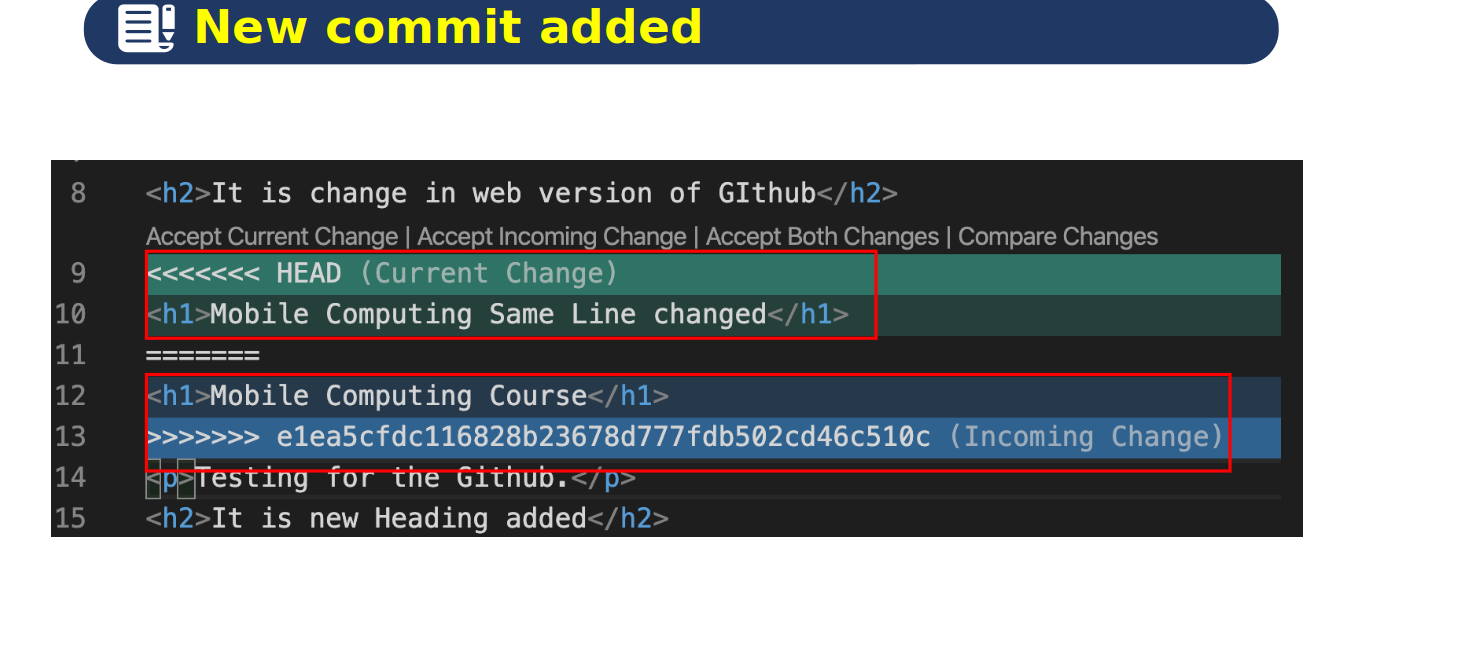 New commit added
8 <h2>It is change in web version of GIthub</h2>
Accept Current Change | Accept Incoming Change | Accept Both Changes | Compare Changes
9 <<<<<<< HEAD (Current Change)
10 <h1>Mobile Computing Same Line changed</h1>
11 =======
12 <h1>Mobile Computing Course</h1>
13 >>>>>>> e1ea5cfdc116828b23678d777fdb502cd46c510c (Incoming Change)
14 <p>Testing for the Github.</p>
15 <h2>It is new Heading added</h2>